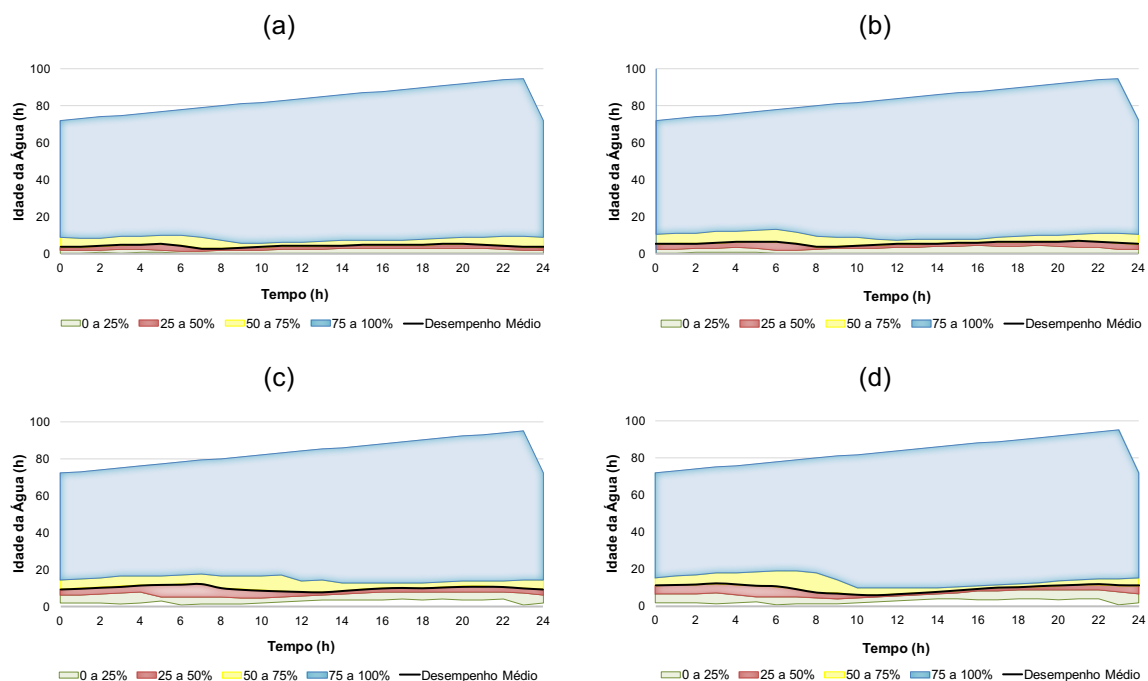 (a)
100
80
60
40
20
0
Idade da Água (h)
0 2 4 6 8 10 12 14 16 18 20 22 24
Tempo (h)
0 a 25% 25 a 50% 50 a 75% 75 a 100% Desempenho Médio
(b)
100
80
60
40
20
0
Idade da Água (h)
0 2 4 6 8 10 12 14 16 18 20 22 24
Tempo (h)
0 a 25% 25 a 50% 50 a 75% 75 a 100% Desempenho Médio
(c)
100
80
60
40
20
0
Idade da Água (h)
0 2 4 6 8 10 12 14 16 18 20 22 24
Tempo (h)
0 a 25% 25 a 50% 50 a 75% 75 a 100% Desempenho Médio
(d)
100
80
60
40
20
0
Idade da Água (h)
0 2 4 6 8 10 12 14 16 18 20 22 24
Tempo (h)
0 a 25% 25 a 50% 50 a 75% 75 a 100% Desempenho Médio